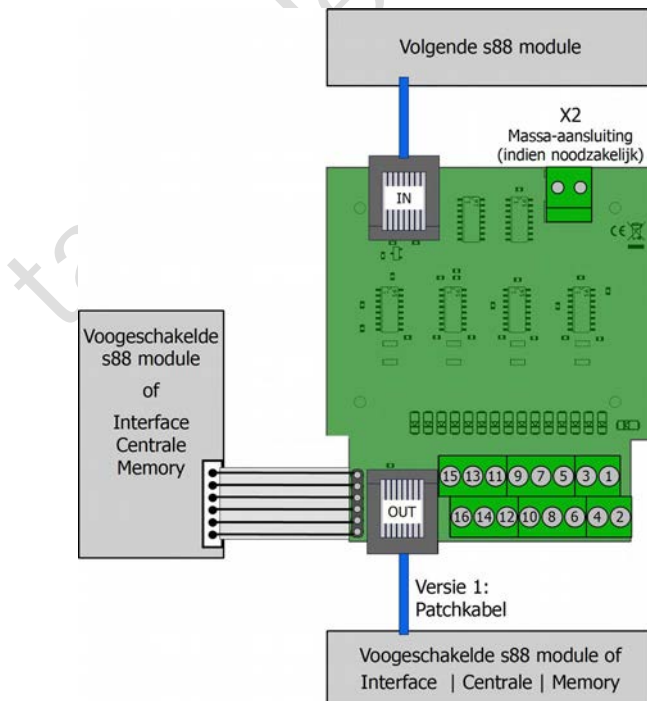 Volgende s88 module
X2
Massa-aansluiting
(indien noodzakelijk)
IN
CE
Voogeschakelde
s88 module
of
Interface
Centrale
Memory
15 13 11 9 7 5 3 1
OUT
16 14 12 10 8 6 4 2
Versie 1:
Patchkabel
Voogeschakelde s88 module of
Interface | Centrale | Memory